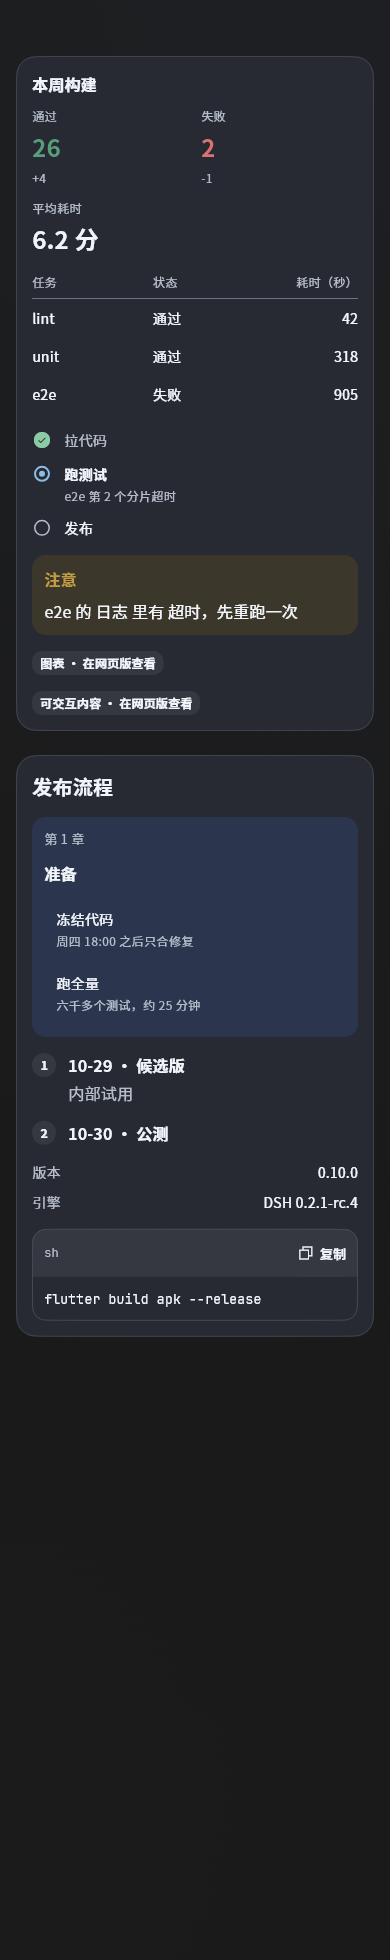 本周构建
通过 失败
26 2
+4 -1
平均耗时
6.2 分
任务 状态 耗时（秒）
lint 通过 42
unit 通过 318
e2e 失败 905
拉代码
跑测试
e2e 第 2 个分片超时
发布
注意
e2e 的 日志 里有 超时，先重跑一次
图表 · 在网页版查看
可交互内容 · 在网页版查看
发布流程
第 1 章
准备
冻结代码
周四 18:00 之后只合修复
跑全量
六千多个测试，约 25 分钟
1 10-29 · 候选版
内部试用
2 10-30 · 公测
版本 0.10.0
引擎 DSH 0.2.1-rc.4
sh 复制
flutter build apk --release